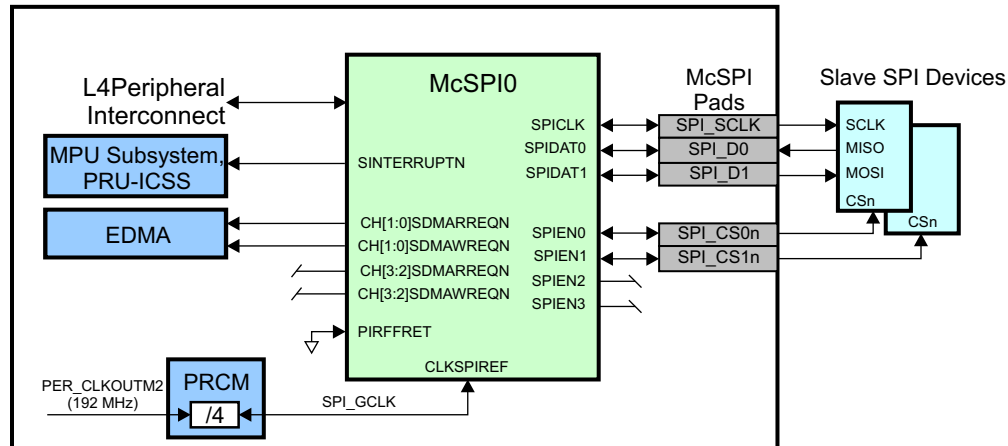 McSPI0
L4Peripheral
Interconnect
MPU Subsystem,
PRU-ICSS
EDMA
SINTERRUPTN
CH[1:0]SDMARREQN
CH[1:0]SDMAWREQN
CH[3:2]SDMARREQN
CH[3:2]SDMAWREQN
PIRFFRET
CLKSPIREF
SPICLK
SPIDAT0
SPIDAT1
SPIEN0
SPIEN1
SPIEN2
SPIEN3
McSPI
Pads
SPI_SCLK
SPI_D0
SPI_D1
SPI_CS0n
SPI_CS1n
Slave SPI Devices
SCLK
MISO
MOSI
CSn
CSn
PER_CLKOUTM2
(192 MHz)
PRCM
/4
SPI_GCLK